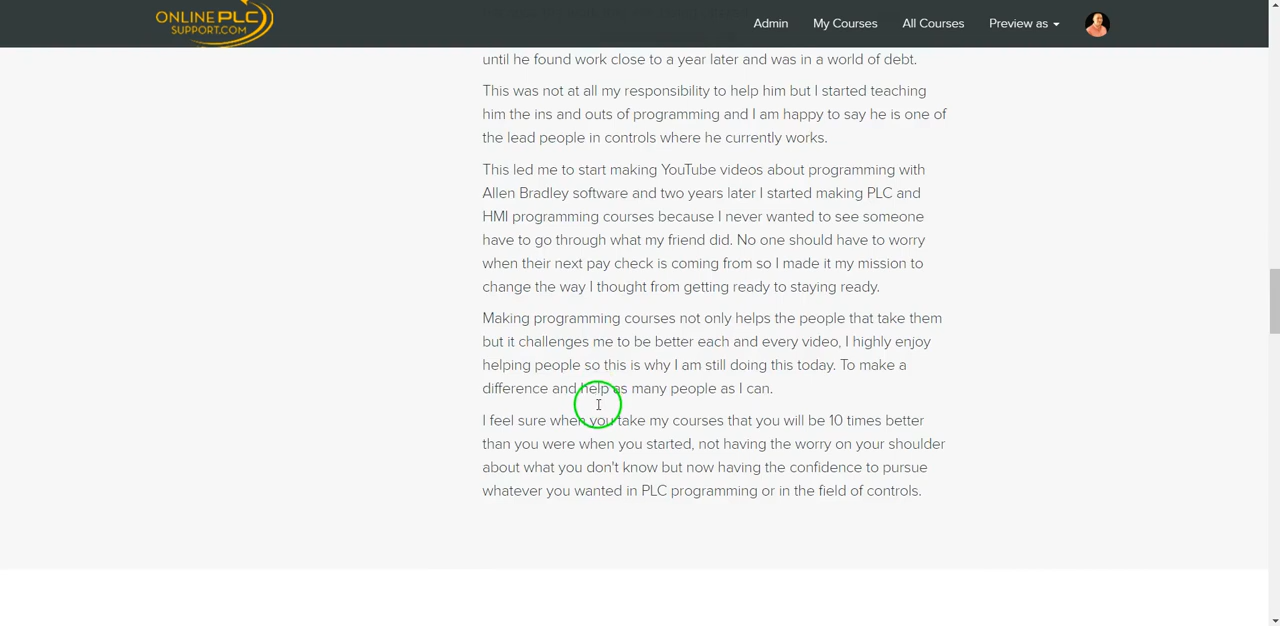 ONLINE PLC
SUPPORT.COM
Admin
My Courses
All Courses
Preview as
until he found work close to a year later and was in a world of debt.
This was not at all my responsibility to help him but I started teaching
him the ins and outs of programming and I am happy to say he is one of
the lead people in controls where he currently works.
This led me to start making YouTube videos about programming with
Allen Bradley software and two years later I started making PLC and
HMI programming courses because I never wanted to see someone
have to go through what my friend did. No one should have to worry
when their next pay check is coming from so I made it my mission to
change the way I thought from getting ready to staying ready.
Making programming courses not only helps the people that take them
but it challenges me to be better each and every video, I highly enjoy
helping people so this is why I am still doing this today. To make a
difference and help as many people as I can.
I feel sure when you take my courses that you will be 10 times better
than you were when you started, not having the worry on your shoulder
about what you don't know but now having the confidence to pursue
whatever you wanted in PLC programming or in the field of controls.